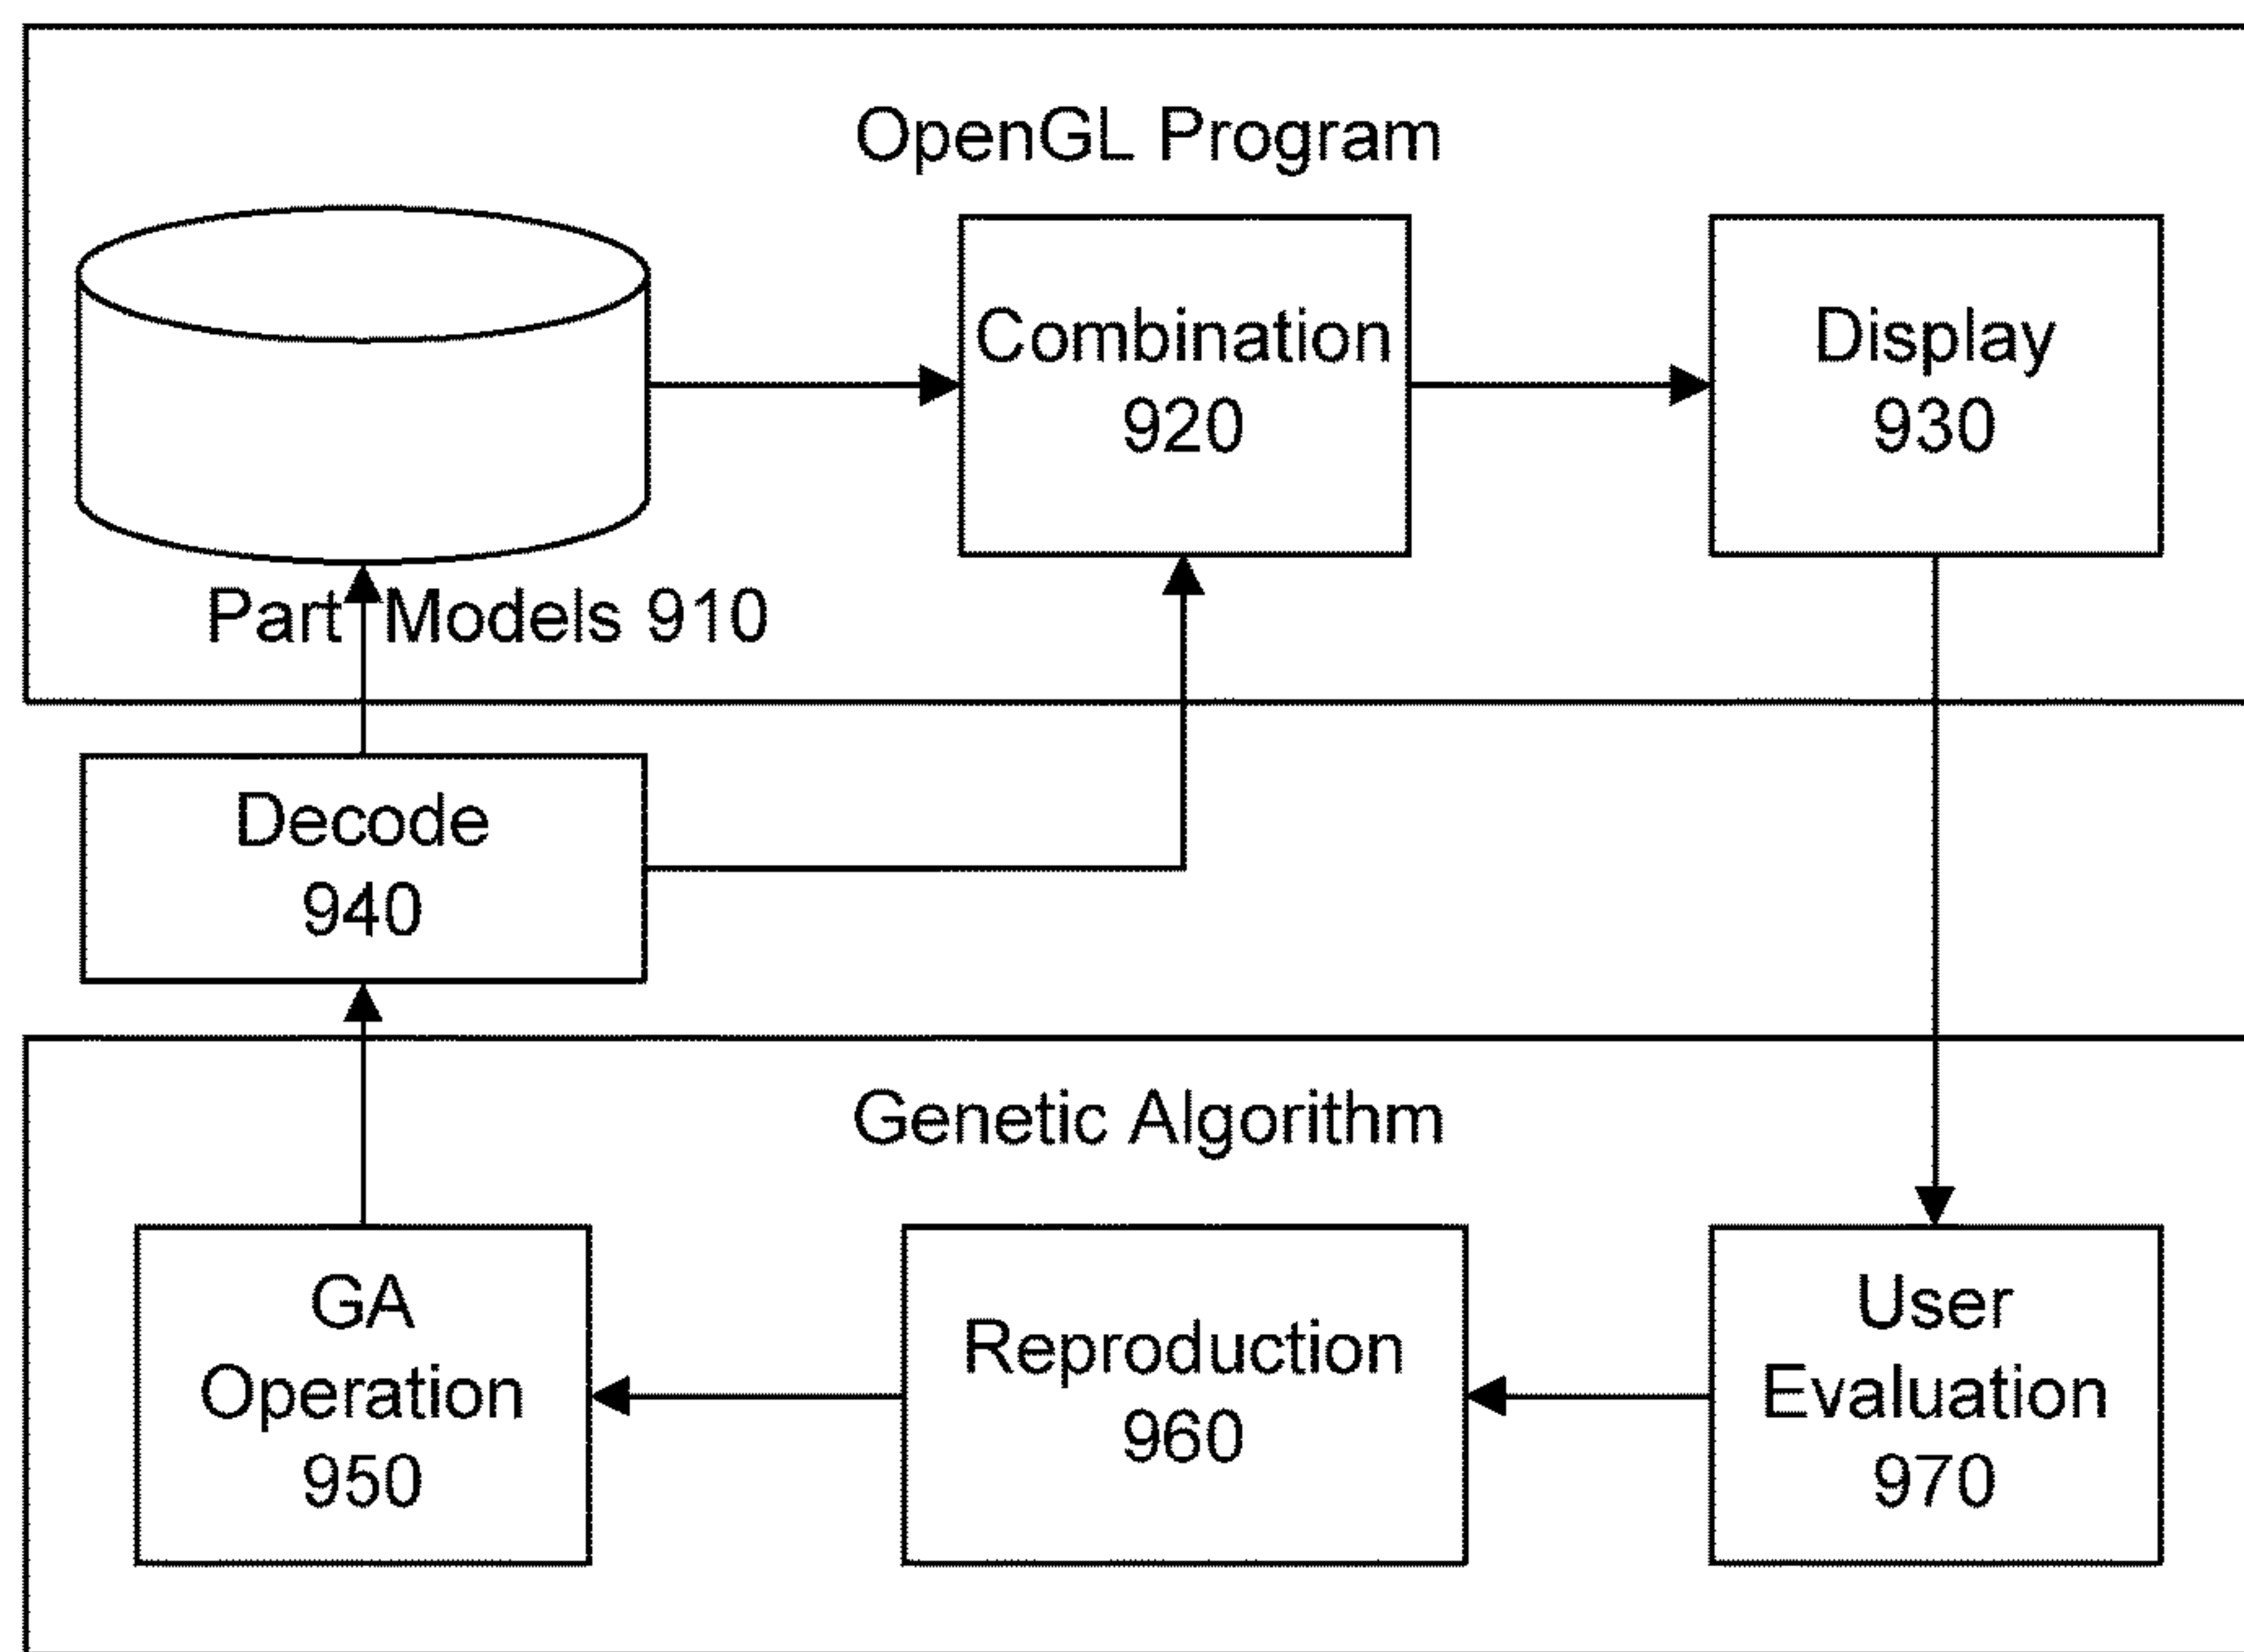 OpenGL Program
Combination
920
Display
930
Part Models 910
Decode
940
Genetic Algorithm
GA
Operation
950
Reproduction
960
User
Evaluation
970